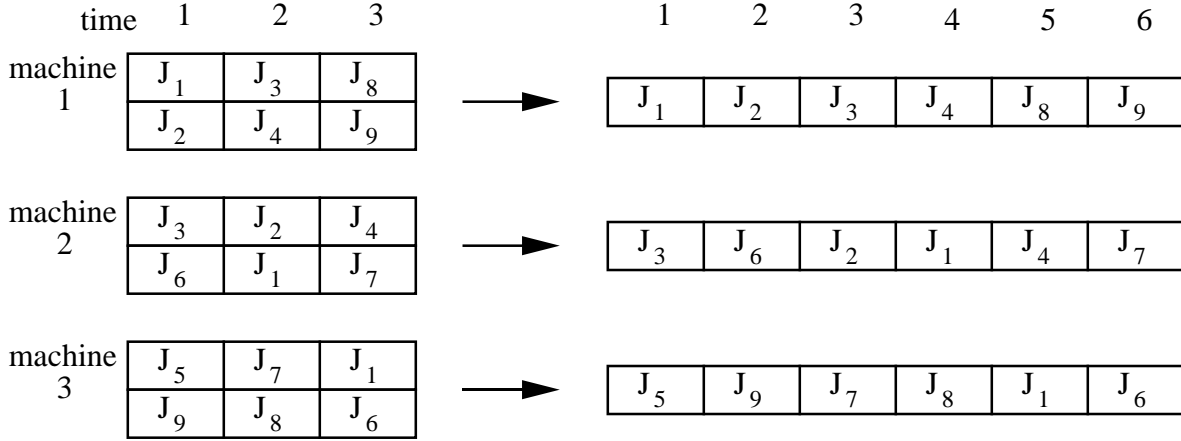 time 1 2 3 1 2 3 4 5 6
machine 1 J₁ J₃ J₈
J₂ J₄ J₉
J₁ J₂ J₃ J₄ J₈ J₉
machine 2 J₃ J₂ J₄
J₆ J₁ J₇
J₃ J₆ J₂ J₁ J₄ J₇
machine 3 J₅ J₇ J₁
J₉ J₈ J₆
J₅ J₉ J₇ J₈ J₁ J₆